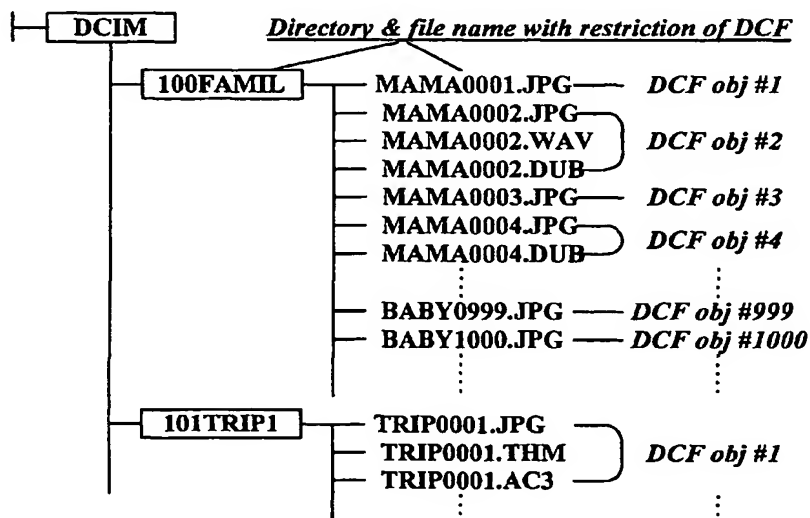 DCIM Directory & file name with restriction of DCF
100FAMIL MAMA0001.JPG DCF obj #1
MAMA0002.JPG
MAMA0002.WAV DCF obj #2
MAMA0002.DUB
MAMA0003.JPG DCF obj #3
MAMA0004.JPG
DCF obj #4
MAMA0004.DUB
BABY0999.JPG DCF obj #999
BABY1000.JPG DCF obj #1000
101TRIP1 TRIP0001.JPG
TRIP0001.THM DCF obj #1
TRIP0001.AC3